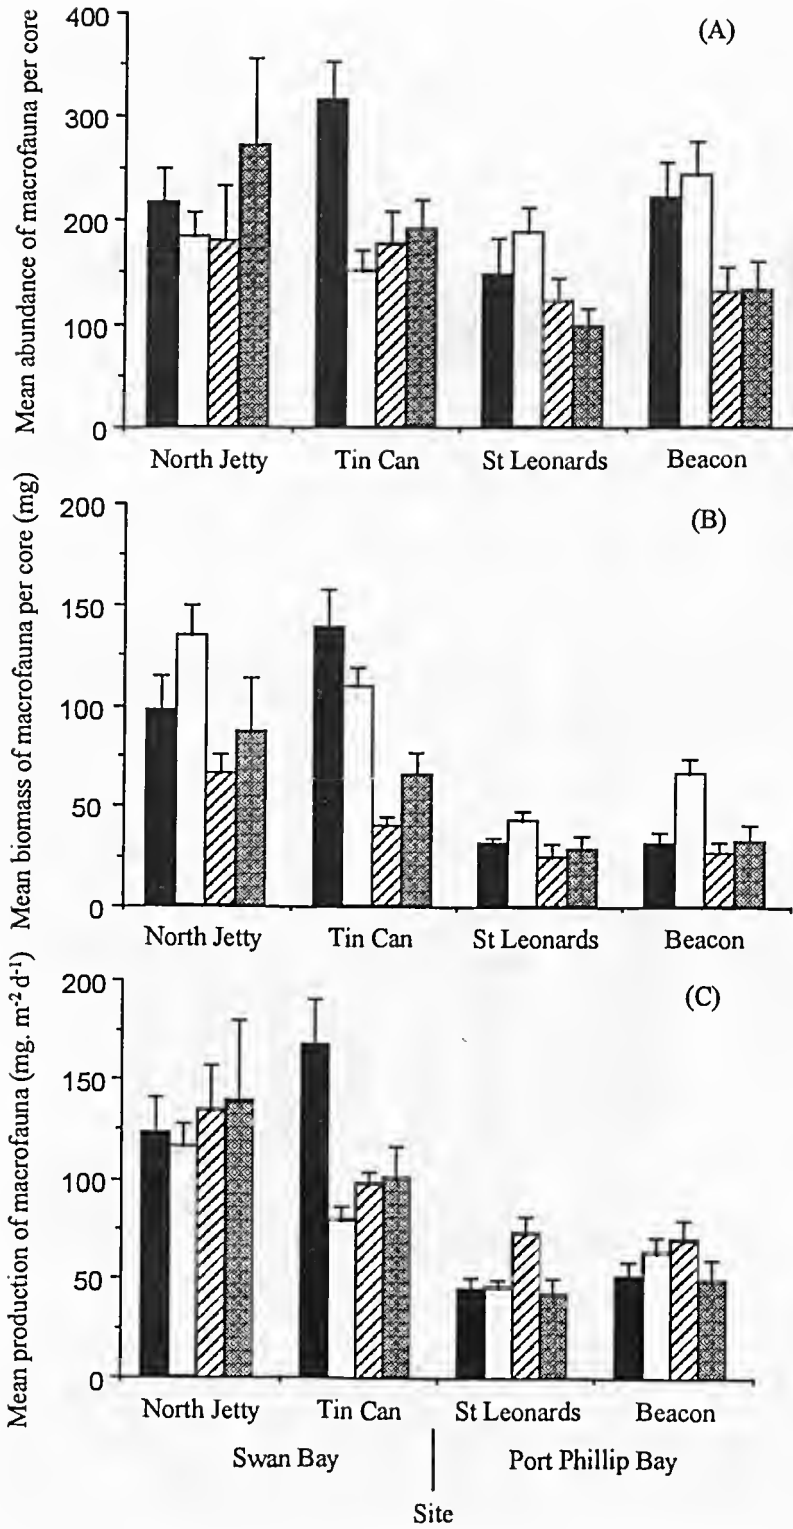 Mean abundance of macrofauna per core
400
300
200
100
0
(A)
North Jetty Tin Can St Leonards Beacon
Mean biomass of macrofauna per core (mg)
200
150
100
50
0
(B)
North Jetty Tin Can St Leonards Beacon
Mean production of macrofauna (mg. m⁻² d⁻¹)
200
150
100
50
0
(C)
North Jetty Tin Can St Leonards Beacon
Swan Bay Port Phillip Bay
Site